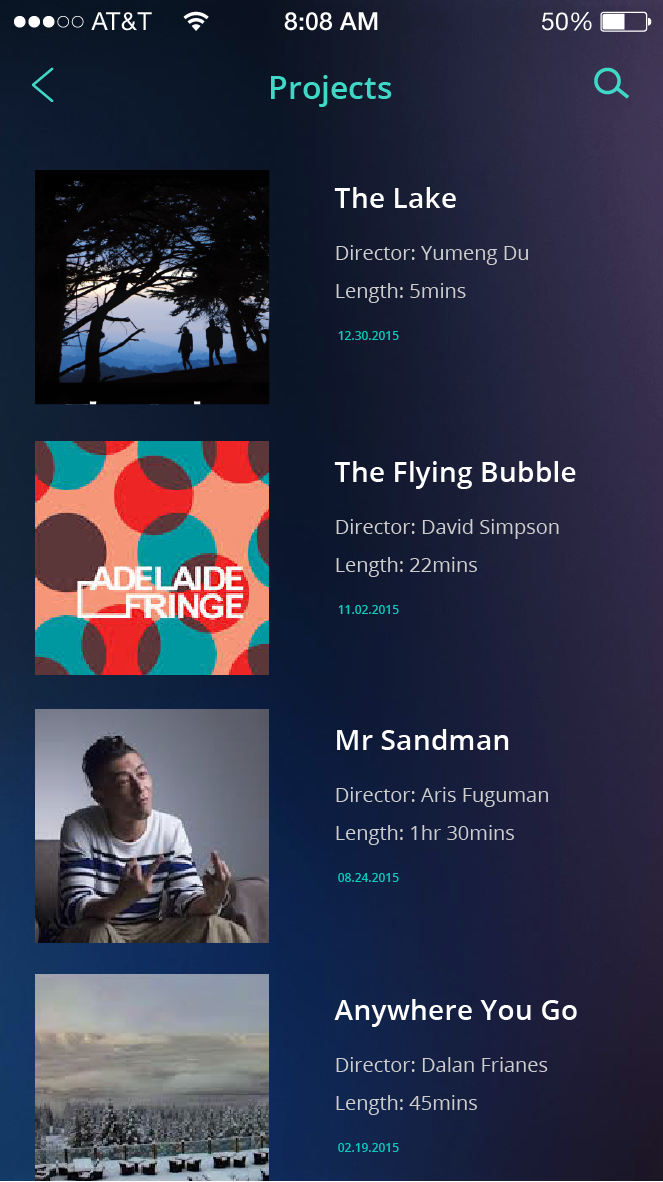 AT&T 8:08 AM 50%
Projects
The Lake
Director: Yumeng Du
Length: 5mins
12.30.2015
ADELAIDE
FRINGE
The Flying Bubble
Director: David Simpson
Length: 22mins
11.02.2015
Mr Sandman
Director: Aris Fuguman
Length: 1hr 30mins
08.24.2015
Anywhere You Go
Director: Dalan Frianes
Length: 45mins
02.19.2015